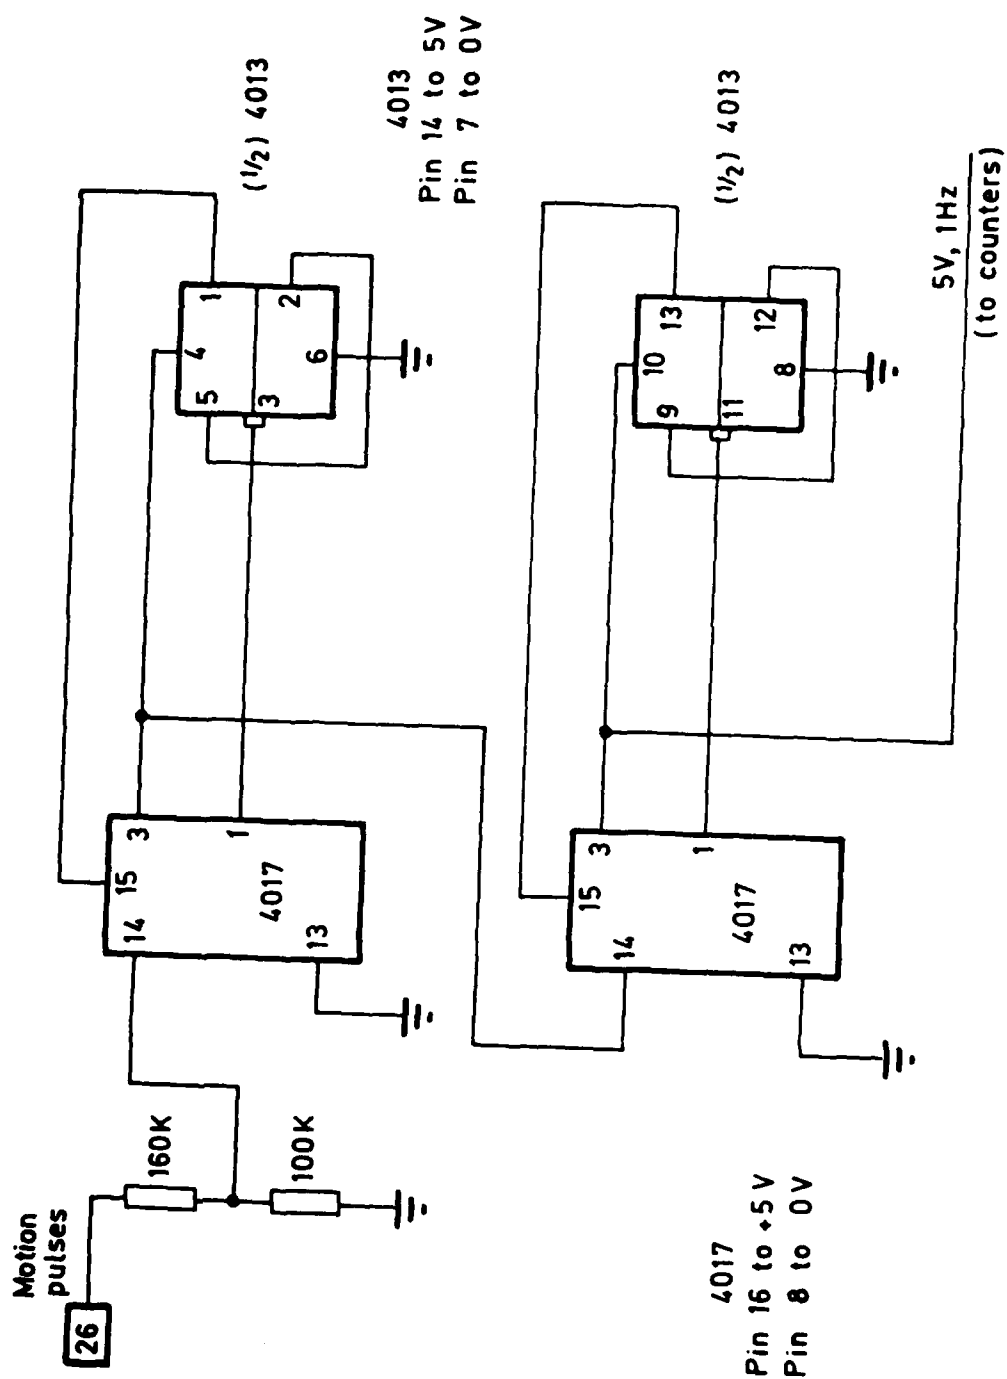 Motion
pulses
26
160K
100K
14
15
3
1
13
4017
5
4
1
3
6
2
(1/2) 4013
4013
Pin 14 to 5V
Pin 7 to 0V
14
15
3
1
13
4017
9
10
13
11
8
12
(1/2) 4013
4017
Pin 16 to +5V
Pin 8 to 0V
5V, 1Hz
(to counters)